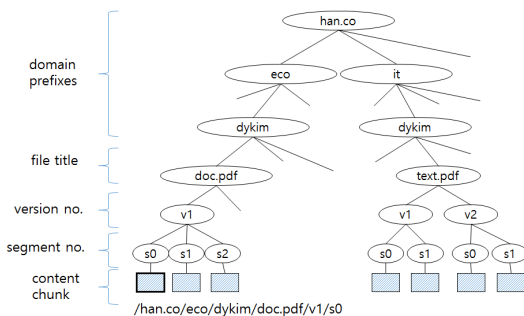 han.co
domain
prefixes
eco
it
dykim
dykim
file title
doc.pdf
text.pdf
version no.
v1
v1
v2
segment no.
s0
s1
s2
s0
s1
s0
s1
content
chunk
/han.co/eco/dykim/doc.pdf/v1/s0